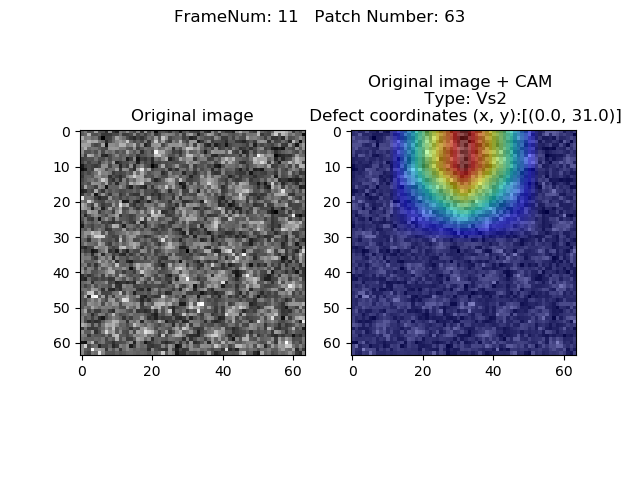 FrameNum: 11   Patch Number: 63
Original image
Original image + CAM
Type: Vs2
Defect coordinates (x, y):[(0.0, 31.0)]
0
10
20
30
40
50
60
0 20 40 60
0
10
20
30
40
50
60
0 20 40 60